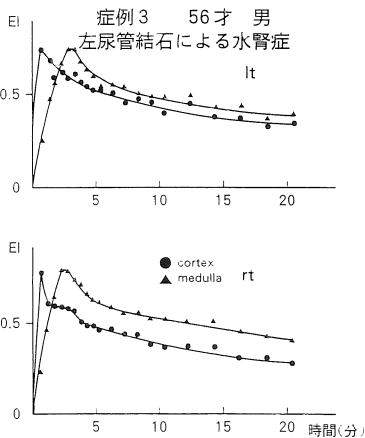 症例3 56才 男
左尿管結石による水腎症
EI
lt
0.5
0
5
10
15
20
EI
cortex
medulla
rt
0.5
0
5
10
15
20
時間(分)